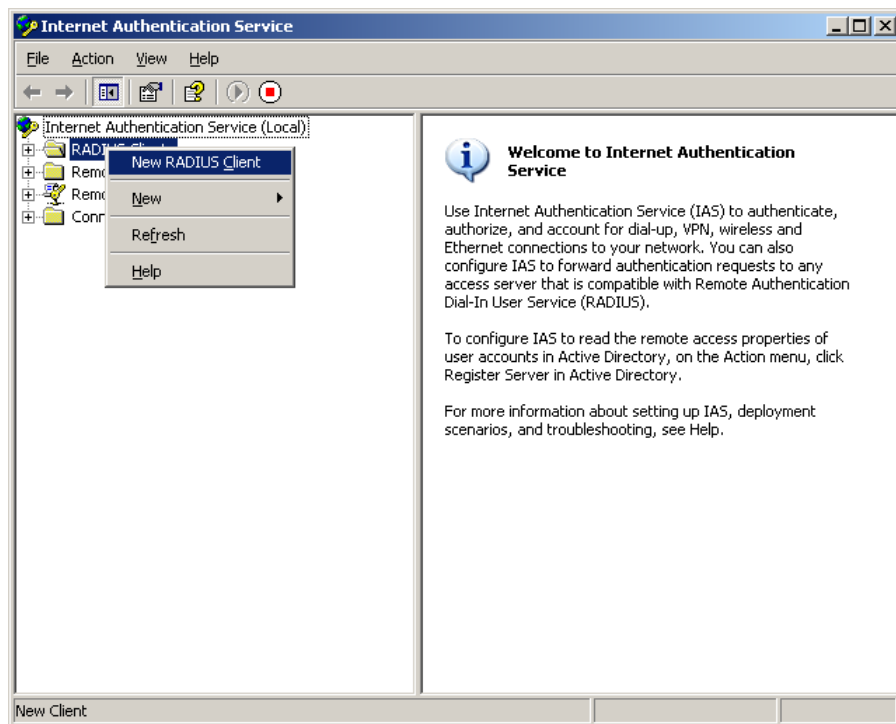 Internet Authentication Service
File Action View Help
Internet Authentication Service (Local)
New RADIUS Client
New
Refresh
Help
Welcome to Internet Authentication
Service
Use Internet Authentication Service (IAS) to authenticate,
authorize, and account for dial-up, VPN, wireless and
Ethernet connections to your network. You can also
configure IAS to forward authentication requests to any
access server that is compatible with Remote Authentication
Dial-In User Service (RADIUS).
To configure IAS to read the remote access properties of
user accounts in Active Directory, on the Action menu, click
Register Server in Active Directory.
For more information about setting up IAS, deployment
scenarios, and troubleshooting, see Help.
New Client